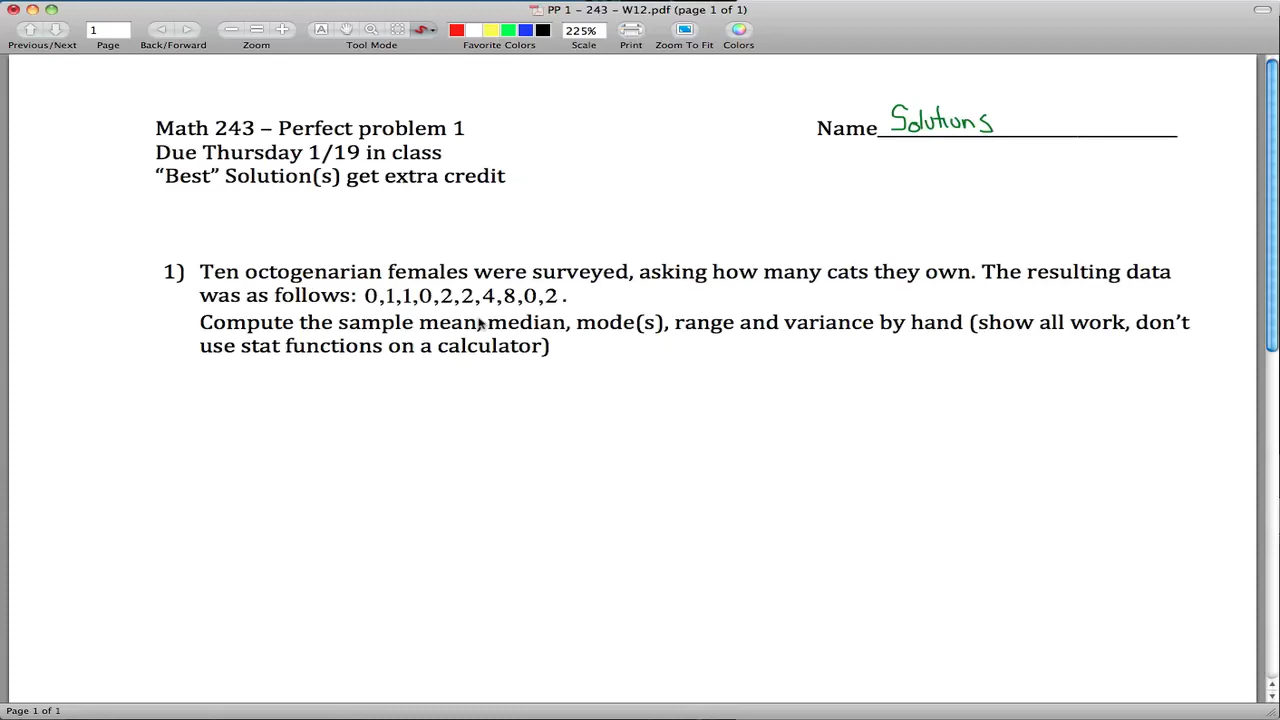 PP 1 - 243 - W12.pdf (page 1 of 1)
1
225%
Previous/Next Page Back/Forward Zoom Tool Mode Favorite Colors Scale Print Zoom To Fit Colors
Math 243 – Perfect problem 1
Name Solutions
Due Thursday 1/19 in class
“Best” Solution(s) get extra credit
1) Ten octogenarian females were surveyed, asking how many cats they own. The resulting data
was as follows: 0,1,1,0,2,2,4,8,0,2 .
Compute the sample mean, median, mode(s), range and variance by hand (show all work, don’t
use stat functions on a calculator)
Page 1 of 1